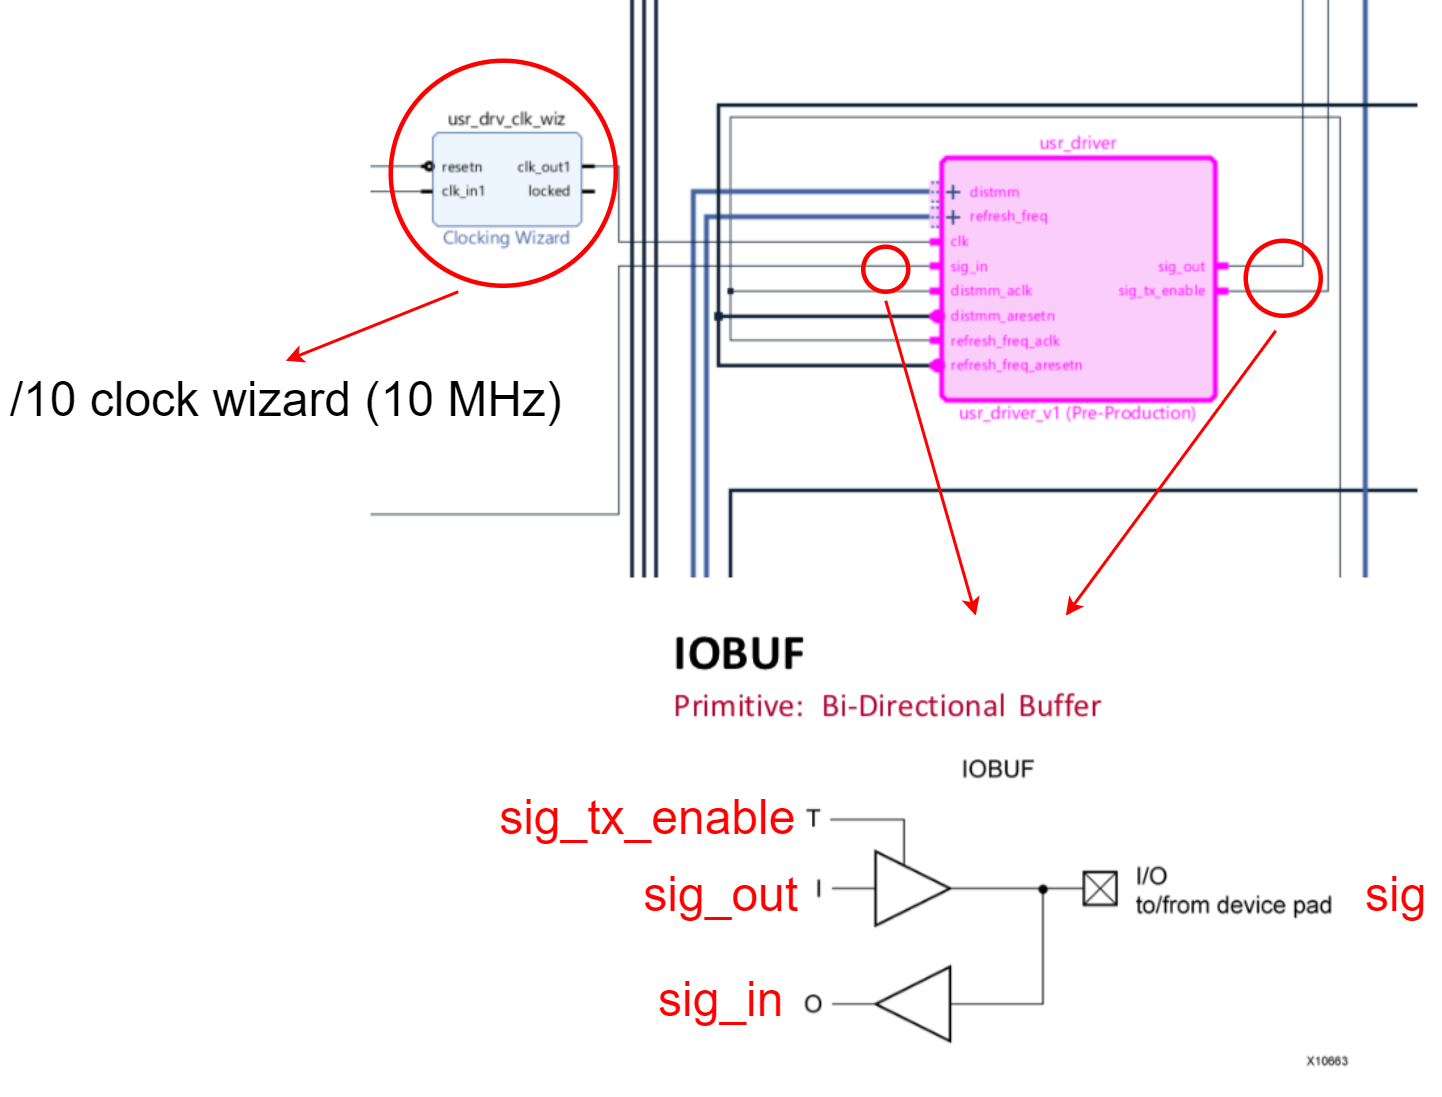 usr_drv_clk_wiz
resetn clk_out1
clk_in1 locked
Clocking Wizard
/10 clock wizard (10 MHz)
usr_driver
distmm
refresh_freq
clk
sig_in sig_out
distmm_aclk sig_tx_enable
distmm_aresetn
refresh_freq_aclk
refresh_freq_aresetn
usr_driver_v1 (Pre-Production)
IOBUF
Primitive: Bi-Directional Buffer
IOBUF
sig_tx_enable T
sig_out I
I/O
to/from device pad
sig
sig_in O
X10663